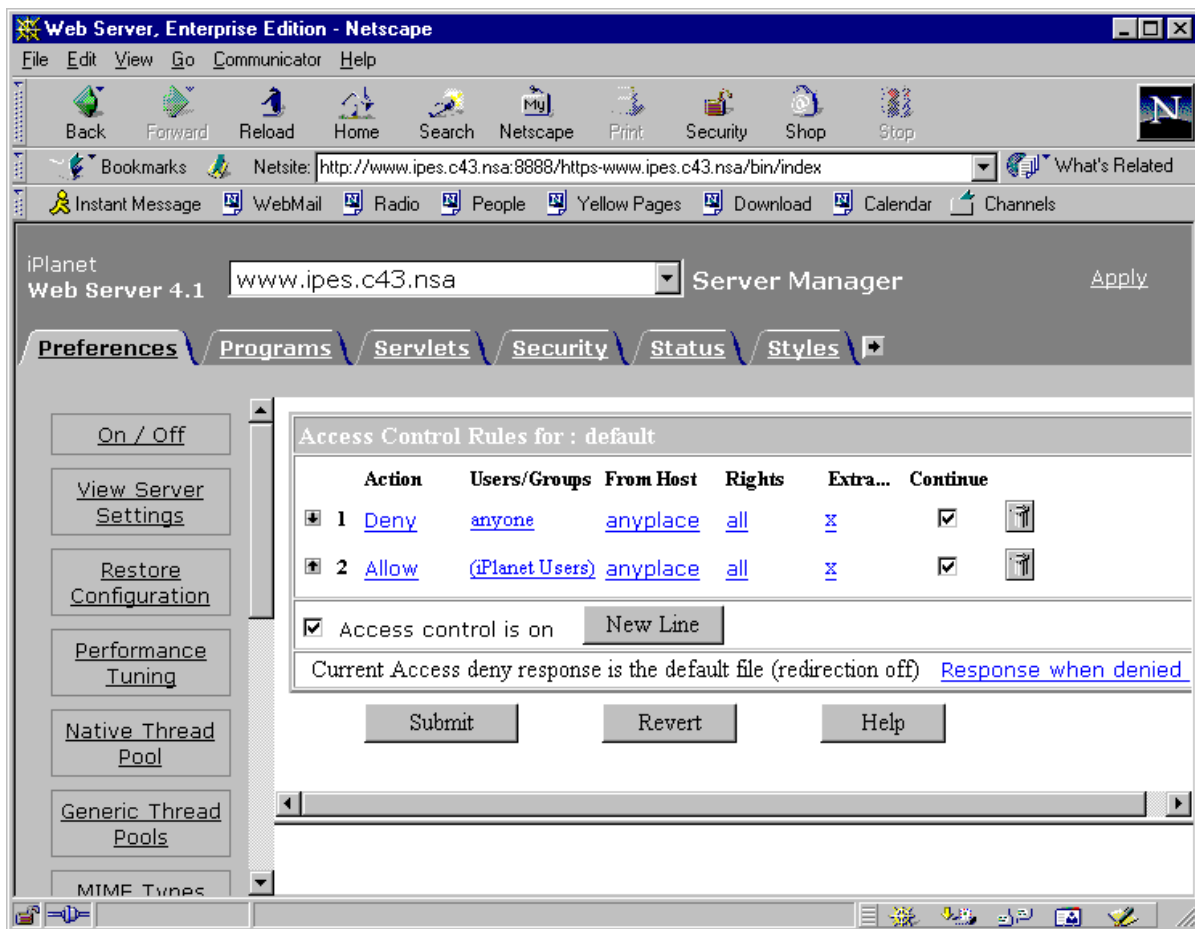 Web Server, Enterprise Edition - Netscape
File Edit View Go Communicator Help
Back Forward Reload Home Search Netscape Print Security Shop Stop
My
N
Bookmarks Netsite: http://www.ipes.c43.nsa:8888/https-www.ipes.c43.nsa/bin/index What's Related
Instant Message WebMail Radio People Yellow Pages Download Calendar Channels
iPlanet
Web Server 4.1 www.ipes.c43.nsa Server Manager Apply
Preferences Programs Servlets Security Status Styles
On / Off
View Server
Settings
Restore
Configuration
Performance
Tuning
Native Thread
Pool
Generic Thread
Pools
MIME Types
Access Control Rules for : default
Action Users/Groups From Host Rights Extra... Continue
1 Deny anyone anyplace all x
2 Allow (iPlanet Users) anyplace all x
Access control is on New Line
Current Access deny response is the default file (redirection off) Response when denied
Submit Revert Help